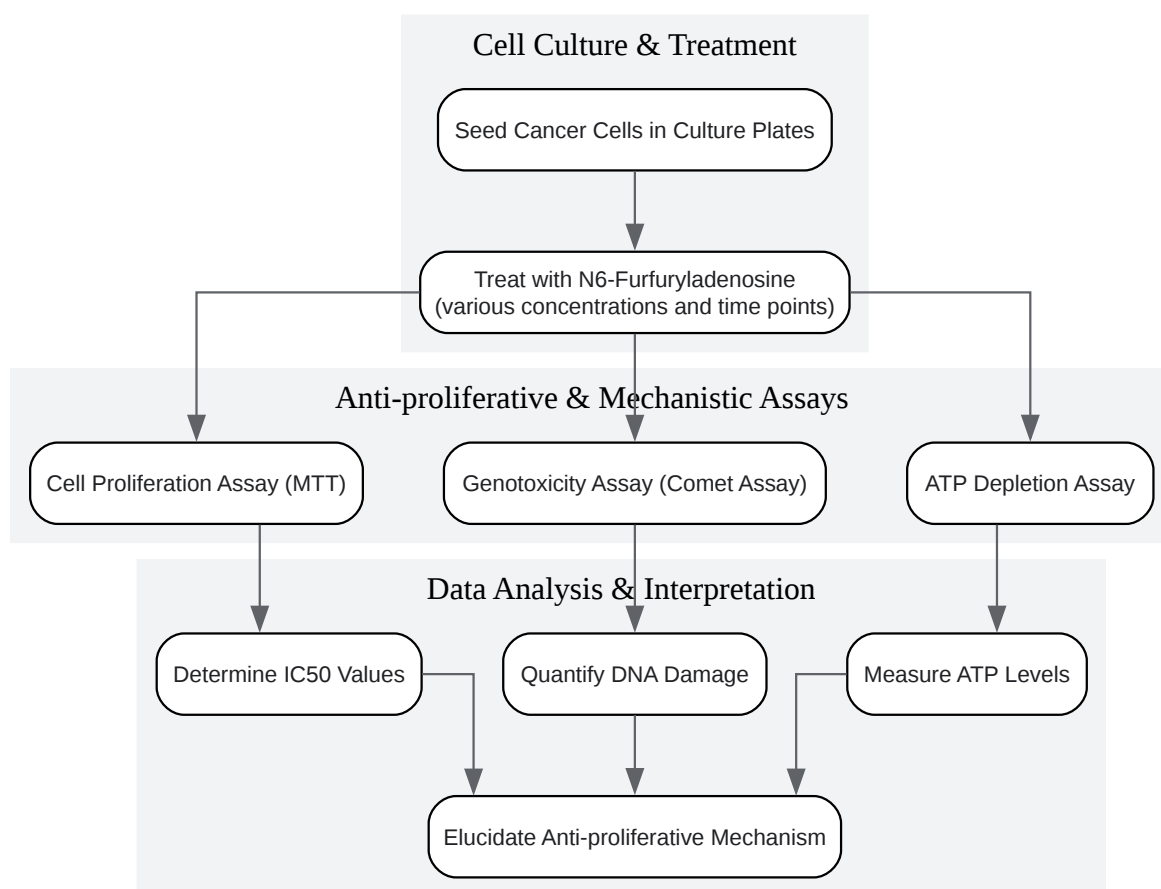 Cell Culture & Treatment
Seed Cancer Cells in Culture Plates
Treat with N6-Furfuryladenosine
(various concentrations and time points)
Anti-proliferative & Mechanistic Assays
Cell Proliferation Assay (MTT)
Genotoxicity Assay (Comet Assay)
ATP Depletion Assay
Data Analysis & Interpretation
Determine IC50 Values
Quantify DNA Damage
Measure ATP Levels
Elucidate Anti-proliferative Mechanism